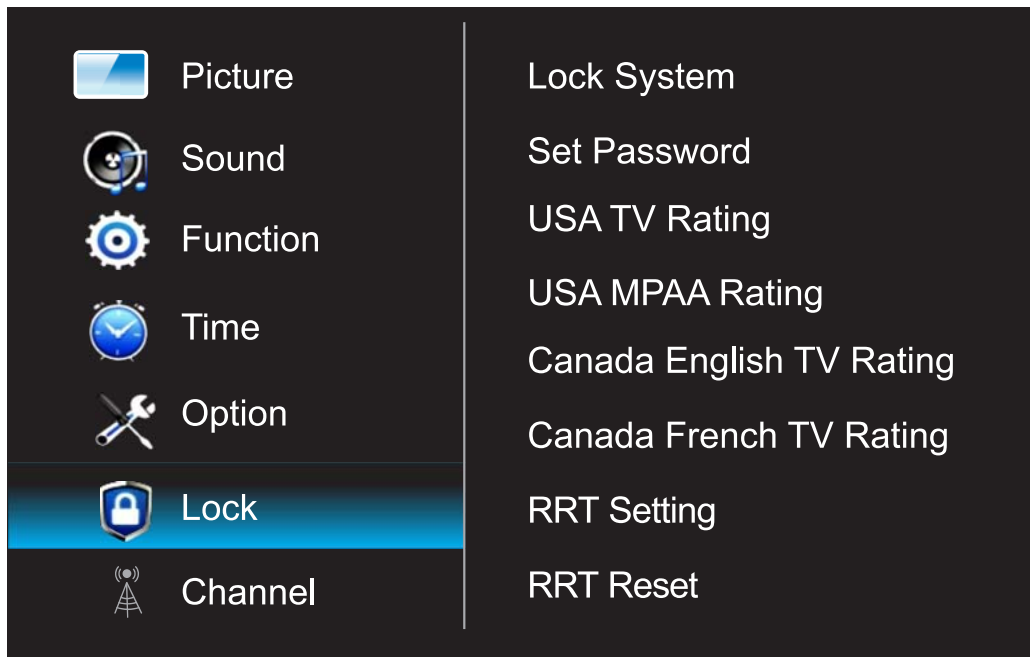 Picture
Sound
Function
Time
Option
Lock
Channel
Lock System
Set Password
USA TV Rating
USA MPAA Rating
Canada English TV Rating
Canada French TV Rating
RRT Setting
RRT Reset